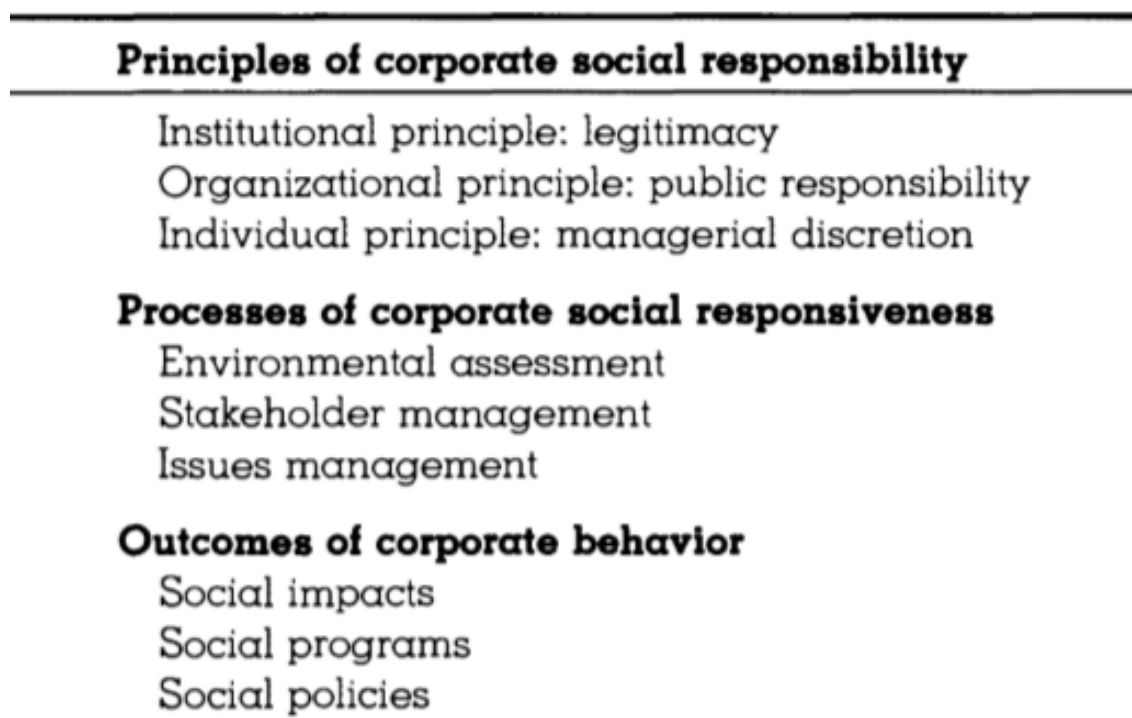 Principles of corporate social responsibility
Institutional principle: legitimacy
Organizational principle: public responsibility
Individual principle: managerial discretion
Processes of corporate social responsiveness
Environmental assessment
Stakeholder management
Issues management
Outcomes of corporate behavior
Social impacts
Social programs
Social policies